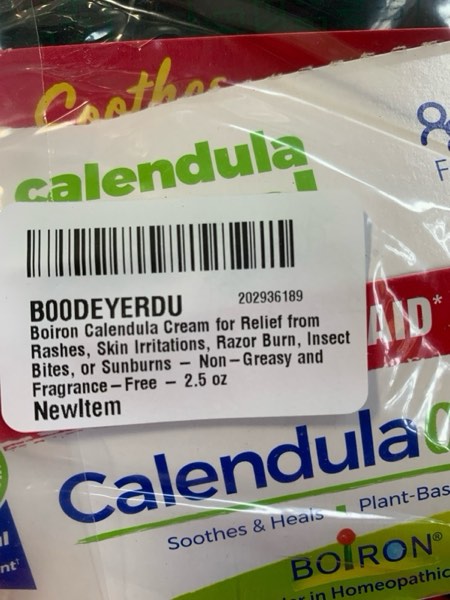 Soothes
calendula
F
BOODEYERDU 202936189
Boiron Calendula Cream for Relief from
Rashes, Skin Irritations, Razor Burn, Insect
Bites, or Sunburns – Non–Greasy and
Fragrance–Free – 2.5 oz
NewItem
AID*
Calendula
Soothes & Heals Plant-Bas
BOIRON®
in Homeopathic